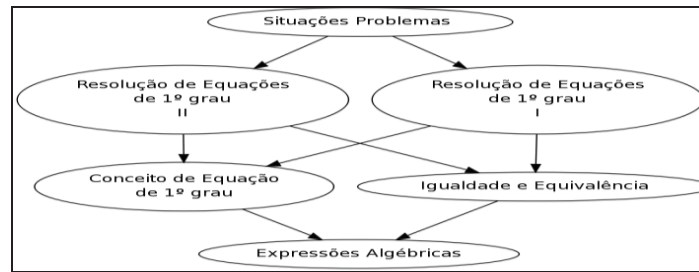 Situações Problemas
Resolução de Equações
de 1º grau
II
Resolução de Equações
de 1º grau
I
Conceito de Equação
de 1º grau
Igualdade e Equivalência
Expressões Algébricas